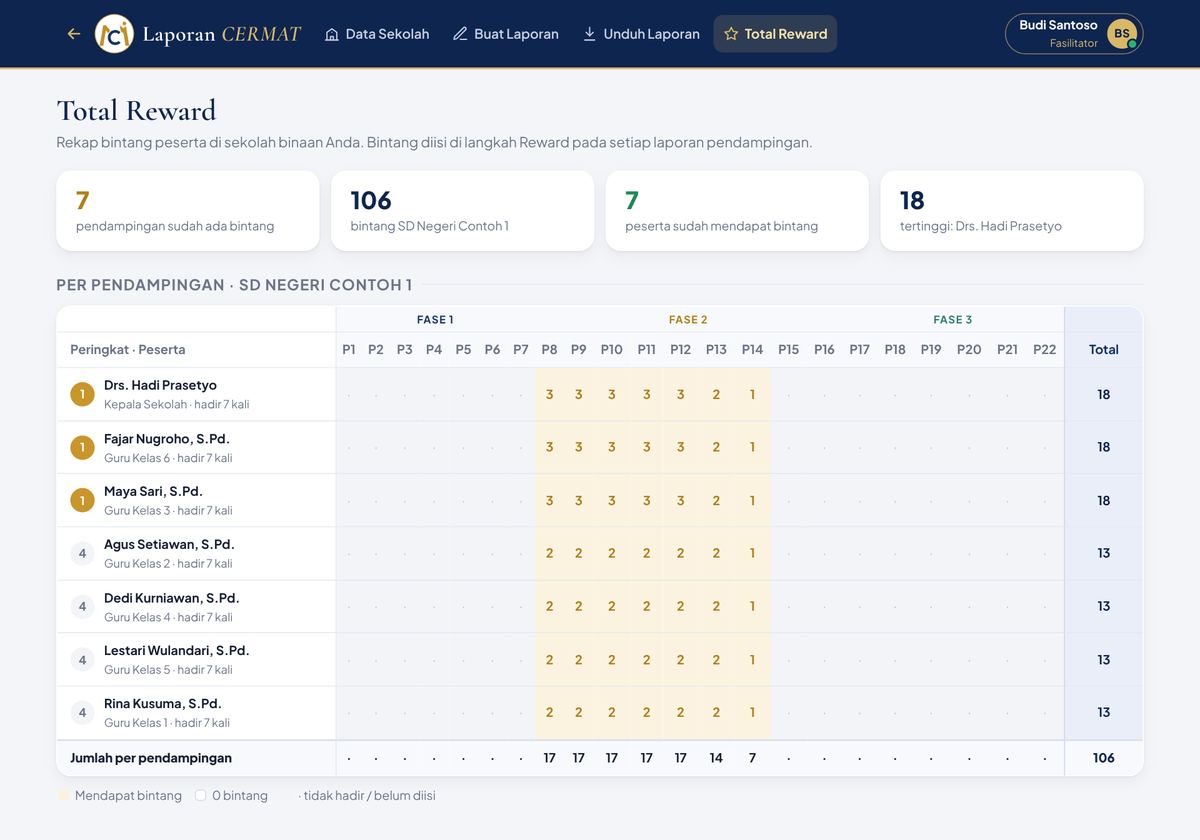 ← MCI Laporan CERMAT Data Sekolah Buat Laporan Unduh Laporan Total Reward Budi Santoso Fasilitator BS
Total Reward
Rekap bintang peserta di sekolah binaan Anda. Bintang diisi di langkah Reward pada setiap laporan pendampingan.
7 106 7 18
pendampingan sudah ada bintang bintang SD Negeri Contoh 1 peserta sudah mendapat bintang tertinggi: Drs. Hadi Prasetyo
PER PENDAMPINGAN · SD NEGERI CONTOH 1
FASE 1 FASE 2 FASE 3
Peringkat · Peserta P1 P2 P3 P4 P5 P6 P7 P8 P9 P10 P11 P12 P13 P14 P15 P16 P17 P18 P19 P20 P21 P22 Total
1 Drs. Hadi Prasetyo · · · · · · · 3 3 3 3 3 2 1 · · · · · · · · 18
Kepala Sekolah · hadir 7 kali
1 Fajar Nugroho, S.Pd. · · · · · · · 3 3 3 3 3 2 1 · · · · · · · · 18
Guru Kelas 6 · hadir 7 kali
1 Maya Sari, S.Pd. · · · · · · · 3 3 3 3 3 2 1 · · · · · · · · 18
Guru Kelas 3 · hadir 7 kali
4 Agus Setiawan, S.Pd. · · · · · · · 2 2 2 2 2 2 1 · · · · · · · · 13
Guru Kelas 2 · hadir 7 kali
4 Dedi Kurniawan, S.Pd. · · · · · · · 2 2 2 2 2 2 1 · · · · · · · · 13
Guru Kelas 4 · hadir 7 kali
4 Lestari Wulandari, S.Pd. · · · · · · · 2 2 2 2 2 2 1 · · · · · · · · 13
Guru Kelas 5 · hadir 7 kali
4 Rina Kusuma, S.Pd. · · · · · · · 2 2 2 2 2 2 1 · · · · · · · · 13
Guru Kelas 1 · hadir 7 kali
Jumlah per pendampingan · · · · · · · 17 17 17 17 17 14 7 · · · · · · · · 106
Mendapat bintang 0 bintang · tidak hadir / belum diisi